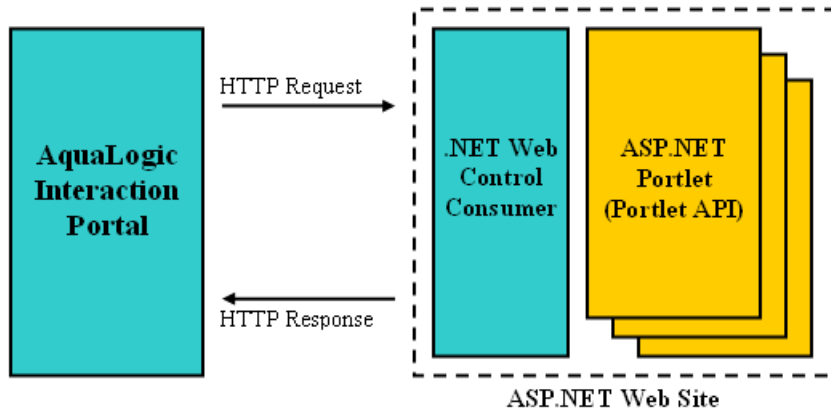 AquaLogic
Interaction
Portal
HTTP Request
HTTP Response
.NET Web
Control
Consumer
ASP.NET
Portlet
(Portlet API)
ASP.NET Web Site